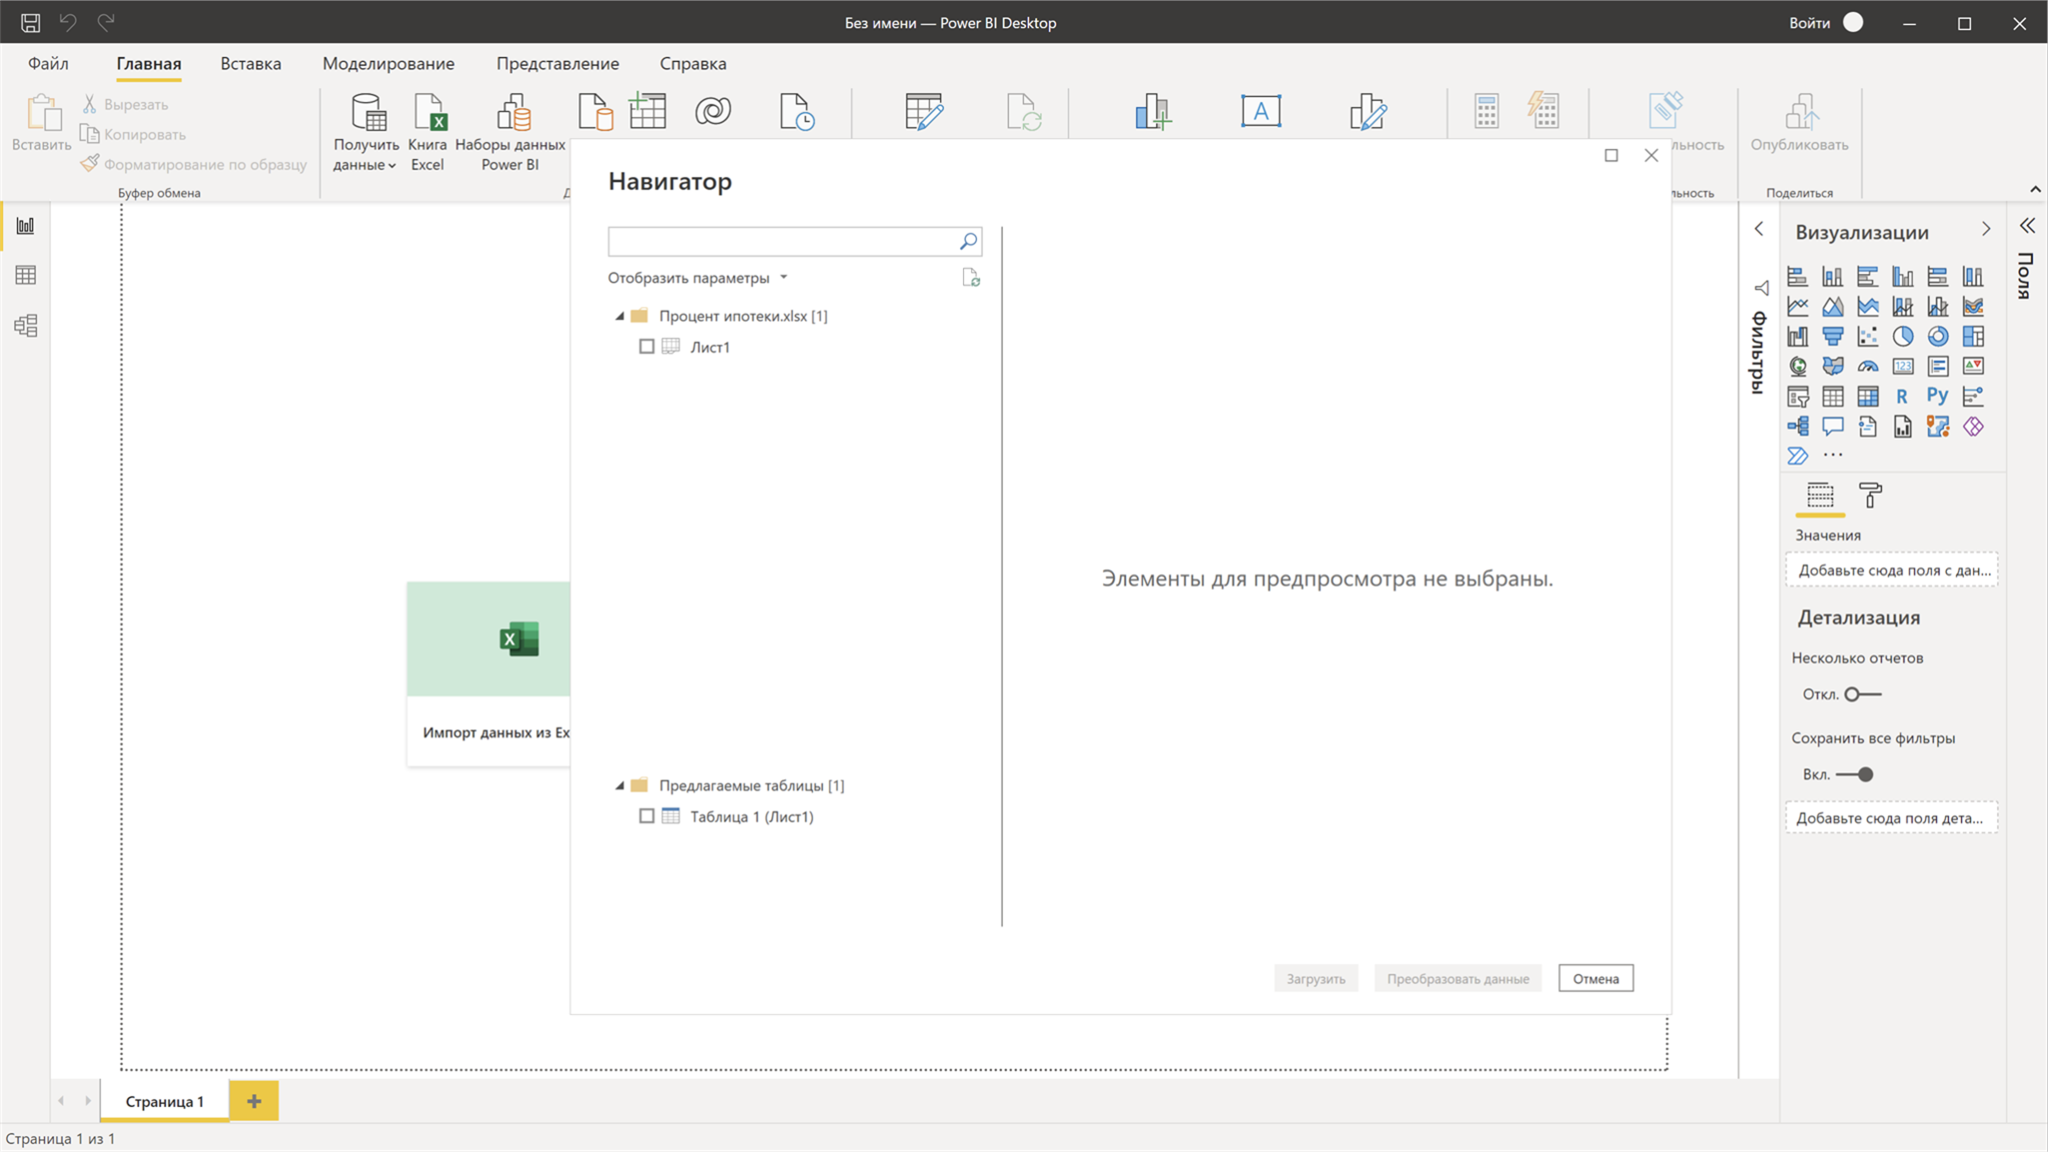 Без имени — Power BI Desktop
Войти
Файл
Главная
Вставка
Моделирование
Представление
Справка
Вставить
Вырезать
Копировать
Форматирование по образцу
Буфер обмена
Получить данные
Книга Excel
Наборы данных Power BI
Д
A
льность
льность
Опубликовать
Поделиться
Навигатор
Отобразить параметры
Процент ипотеки.xlsx [1]
Лист1
Предлагаемые таблицы [1]
Таблица 1 (Лист1)
Элементы для предпросмотра не выбраны.
Загрузить
Преобразовать данные
Отмена
X
Импорт данных из Ex
Фильтры
Визуализации
123
R
Py
...
Значения
Добавьте сюда поля с дан...
Детализация
Несколько отчетов
Откл.
Сохранить все фильтры
Вкл.
Добавьте сюда поля дета...
Поля
Страница 1
Страница 1 из 1